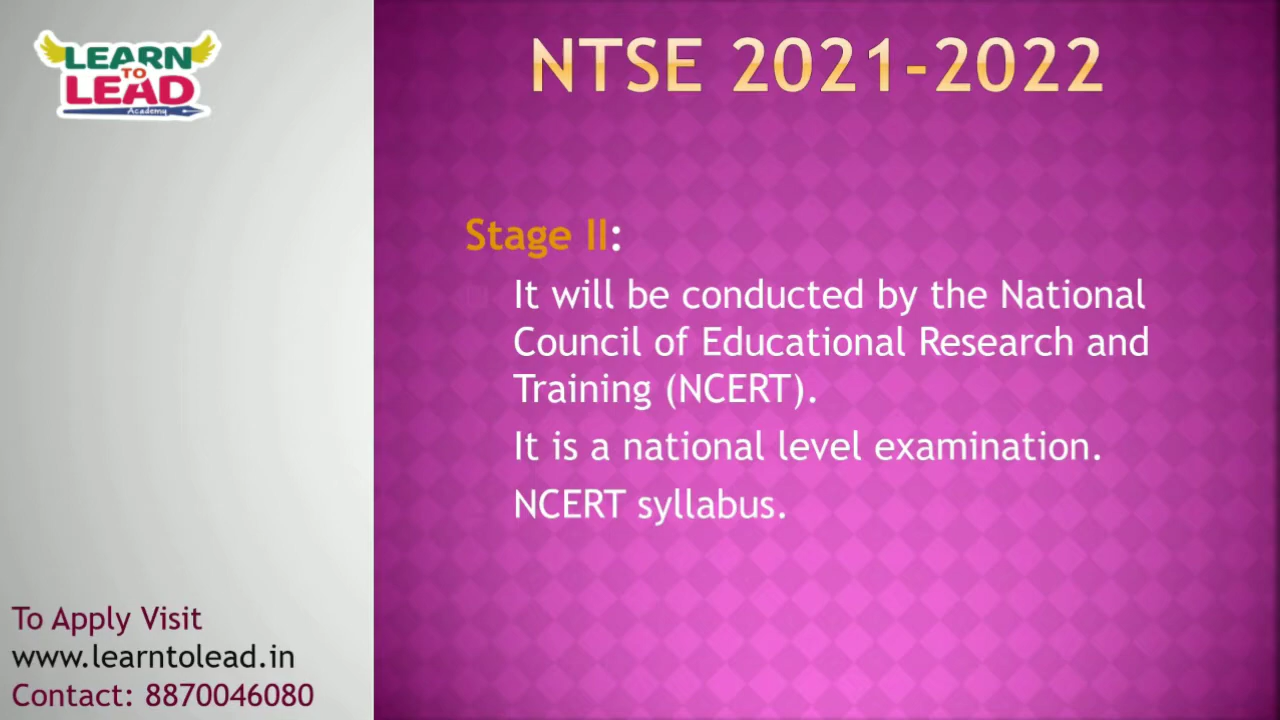 LEARN
TO
LEAD
Academy
NTSE 2021-2022
Stage II:
It will be conducted by the National
Council of Educational Research and
Training (NCERT).
It is a national level examination.
NCERT syllabus.
To Apply Visit
www.learntolead.in
Contact: 8870046080